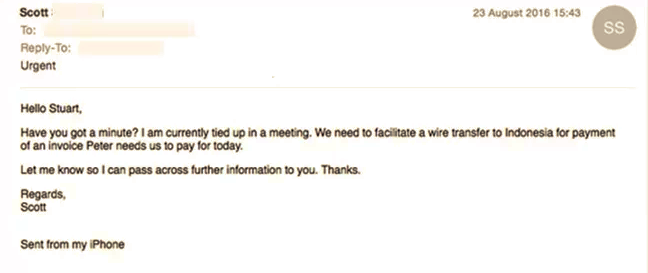 Scott
23 August 2016 15:43
SS
To:
Reply-To:
Urgent
Hello Stuart,
Have you got a minute? I am currently tied up in a meeting. We need to facilitate a wire transfer to Indonesia for payment
of an invoice Peter needs us to pay for today.
Let me know so I can pass across further information to you. Thanks.
Regards,
Scott
Sent from my iPhone